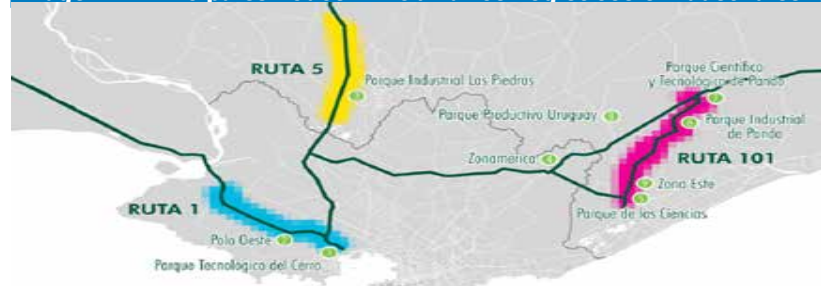 RUTA 5
Parque Industrial Las Piedras
Parque Científico
y Tecnológico de Pando
Parque Productivo Uruguay
Parque Industrial
de Pando
Zonamerica
4
RUTA 101
Zona Este
RUTA 1
Parque de las Ciencias
Polo Oeste
Parque Tecnológico del Cerro